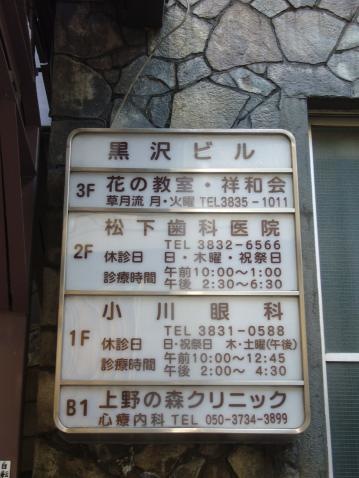 黒沢ビル
3F 花の教室・祥和会
草月流 月・火曜 TEL3835-1011
松下歯科医院
2F TEL 3832-6566
休診日 日・木曜・祝祭日
診療時間 午前10:00〜1:00
午後 2:30〜6:30
小川眼科
1F TEL 3831-0588
休診日 日・祝祭日 木・土曜(午後)
診療時間 午前10:00〜12:45
午後 2:00〜 4:30
B1 上野の森クリニック
心療内科 TEL 050-3734-3899
自転